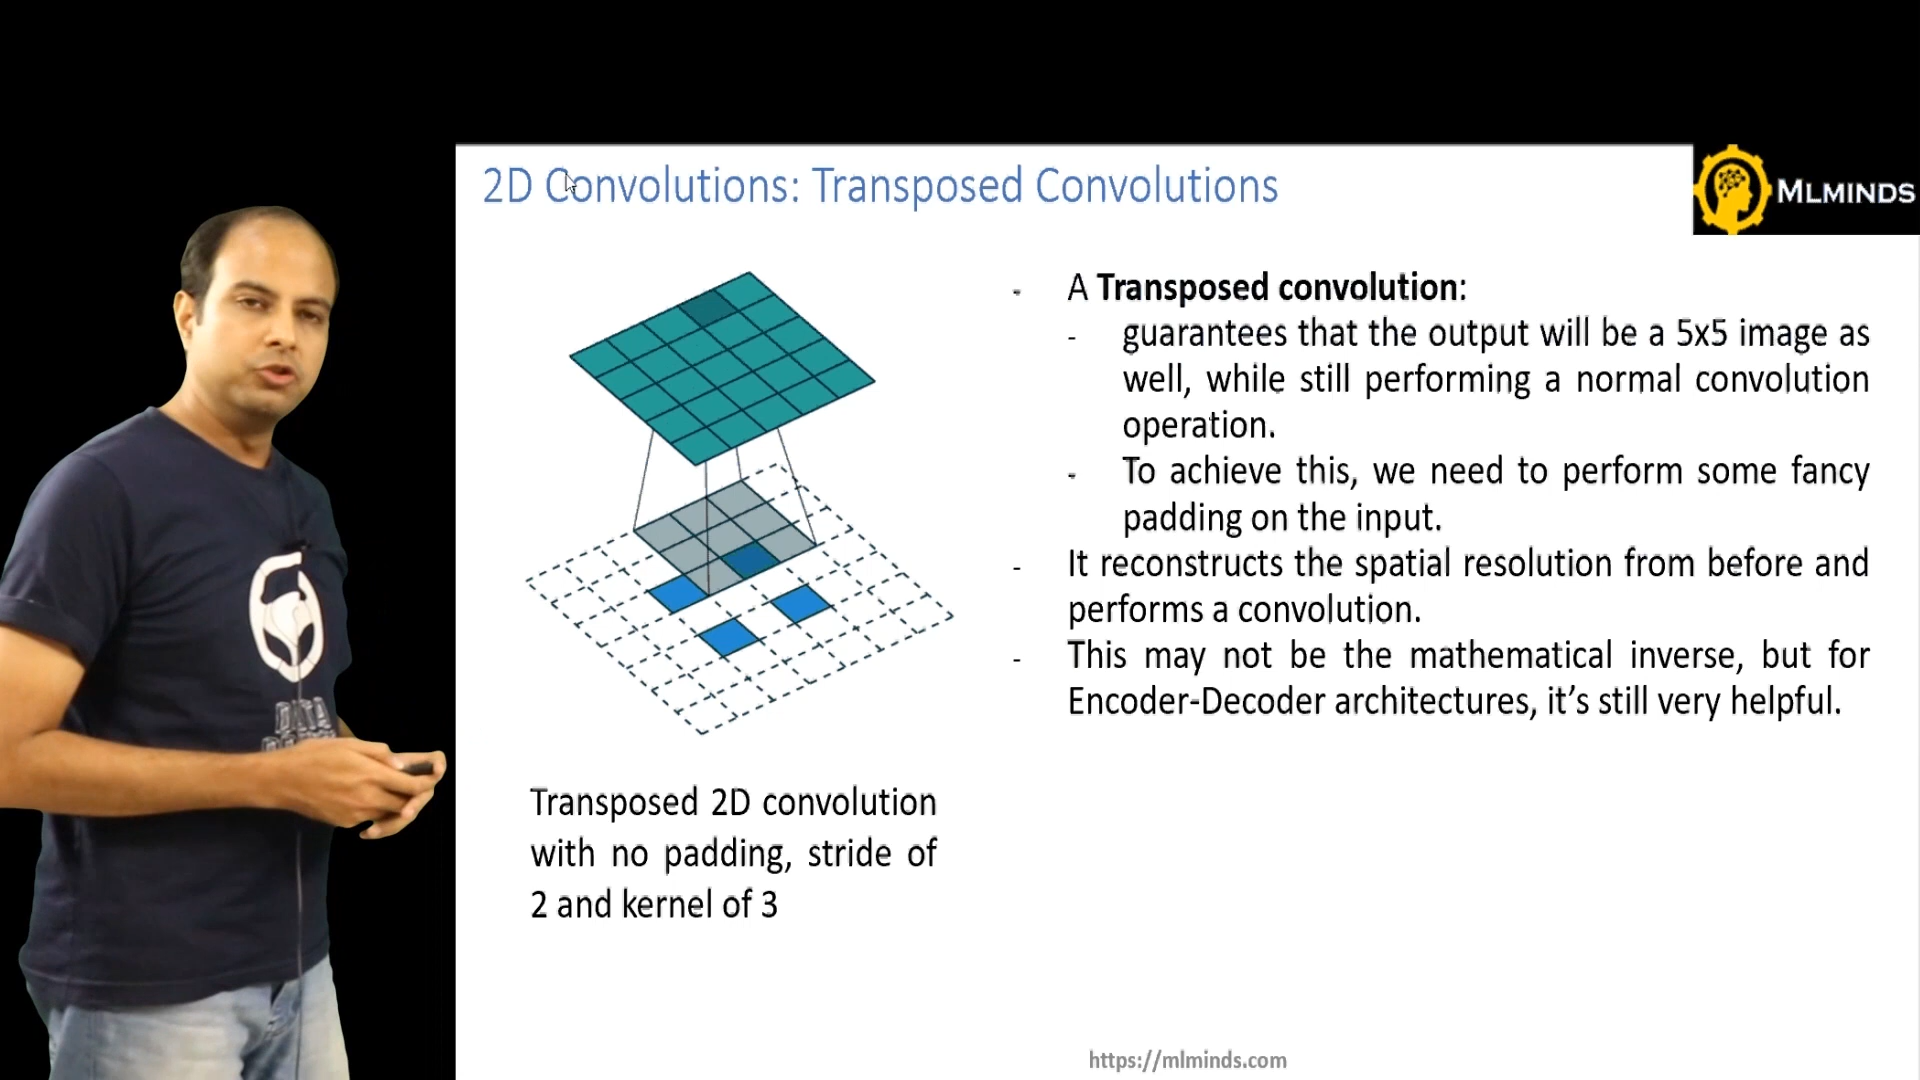 2D Convolutions: Transposed Convolutions
MLMINDS
- A Transposed convolution:
- guarantees that the output will be a 5x5 image as
well, while still performing a normal convolution
operation.
- To achieve this, we need to perform some fancy
padding on the input.
- It reconstructs the spatial resolution from before and
performs a convolution.
- This may not be the mathematical inverse, but for
Encoder-Decoder architectures, it's still very helpful.
Transposed 2D convolution
with no padding, stride of
2 and kernel of 3
https://mlminds.com